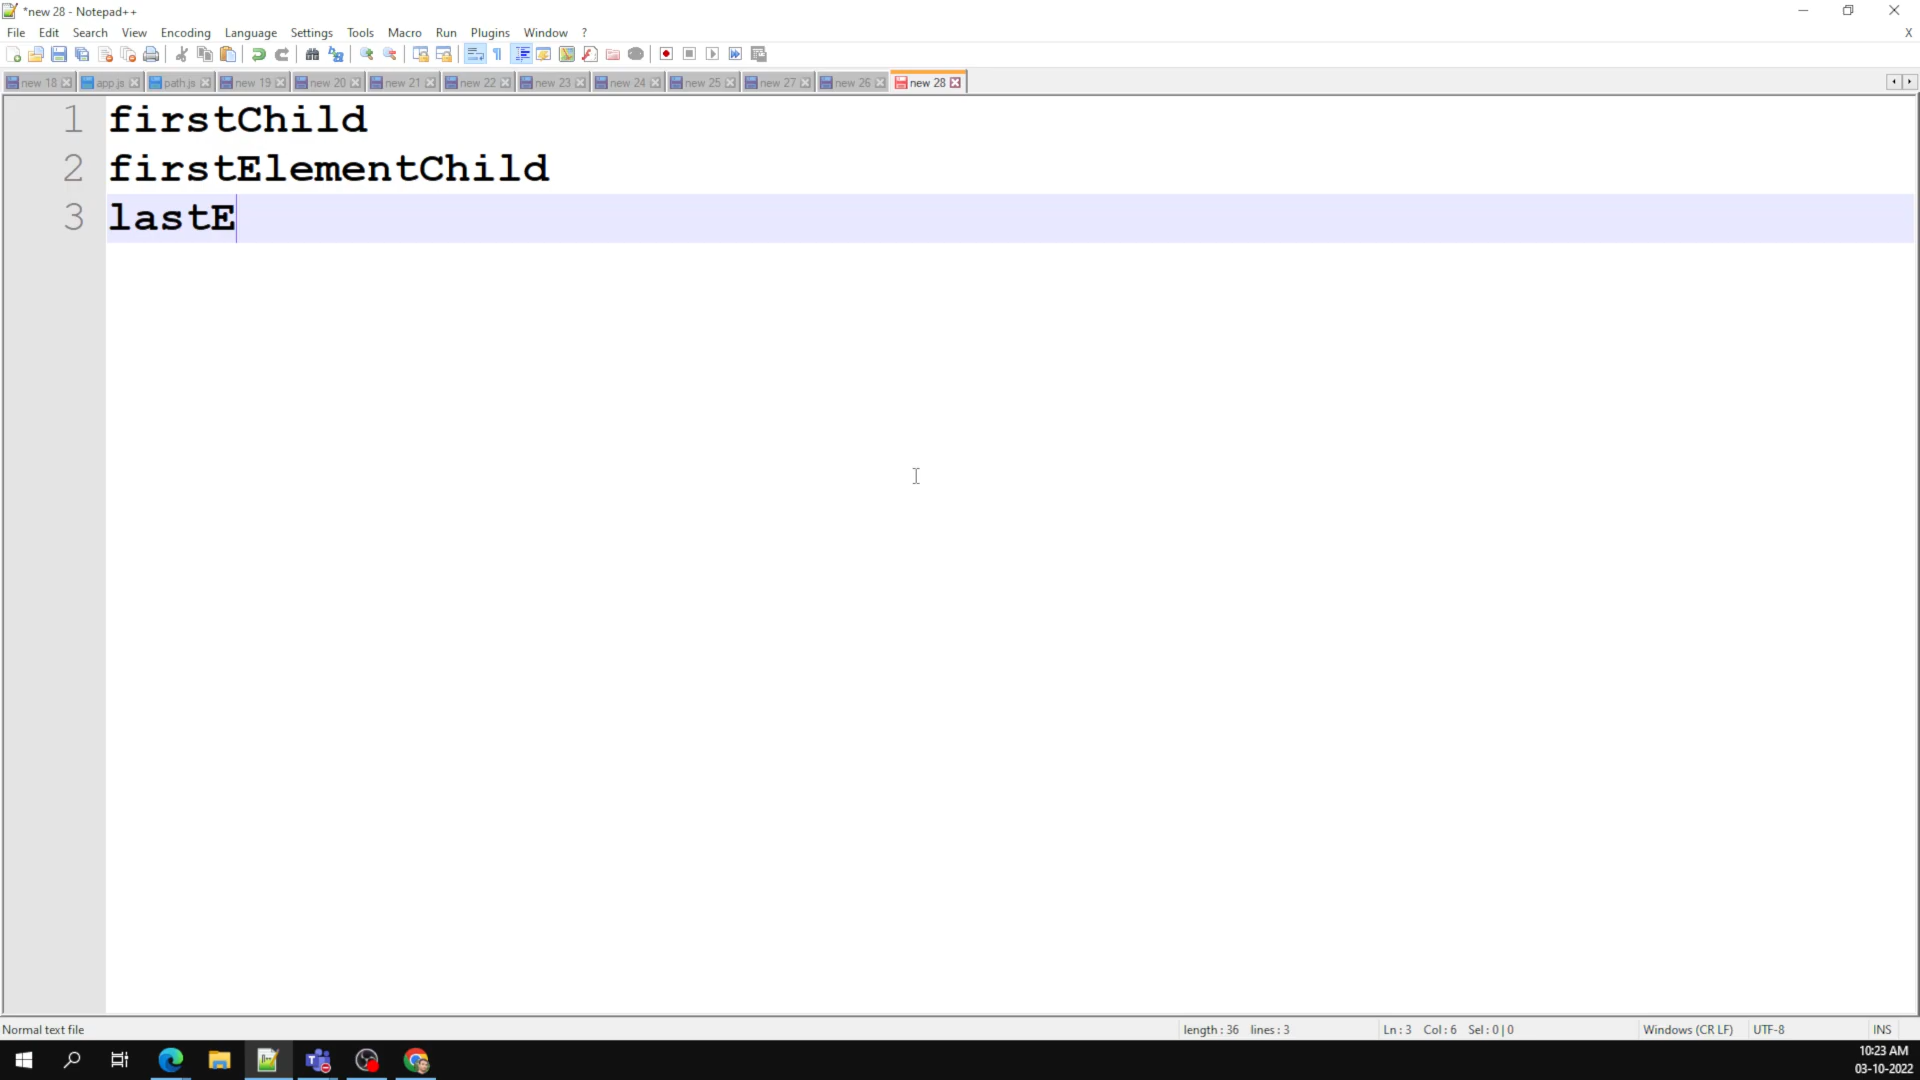 *new 28 - Notepad++
File Edit Search View Encoding Language Settings Tools Macro Run Plugins Window ?
X
new 18 app.js path.js new 19 new 20 new 21 new 22 new 23 new 24 new 25 new 27 new 26 new 28
1 firstChild
2 firstElementChild
3 lastE
Normal text file length : 36 lines : 3 Ln : 3 Col : 6 Sel : 0 | 0 Windows (CR LF) UTF-8 INS
10:23 AM
03-10-2022